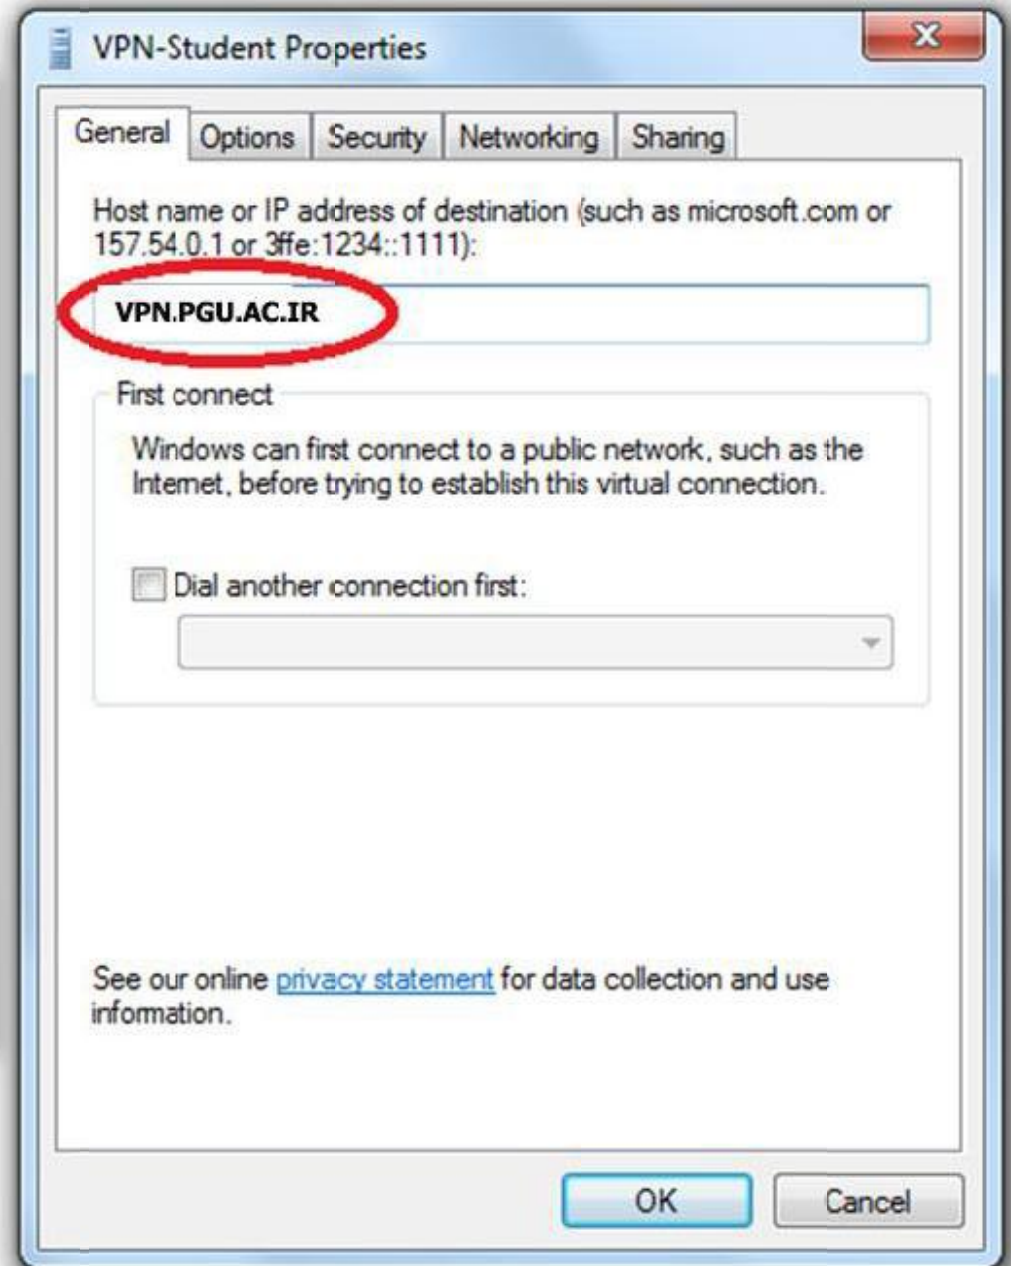 VPN-Student Properties
General Options Security Networking Sharing
Host name or IP address of destination (such as microsoft.com or
157.54.0.1 or 3ffe:1234::1111):
VPN.PGU.AC.IR
First connect
Windows can first connect to a public network, such as the
Internet, before trying to establish this virtual connection.
Dial another connection first:
See our online privacy statement for data collection and use
information.
OK Cancel